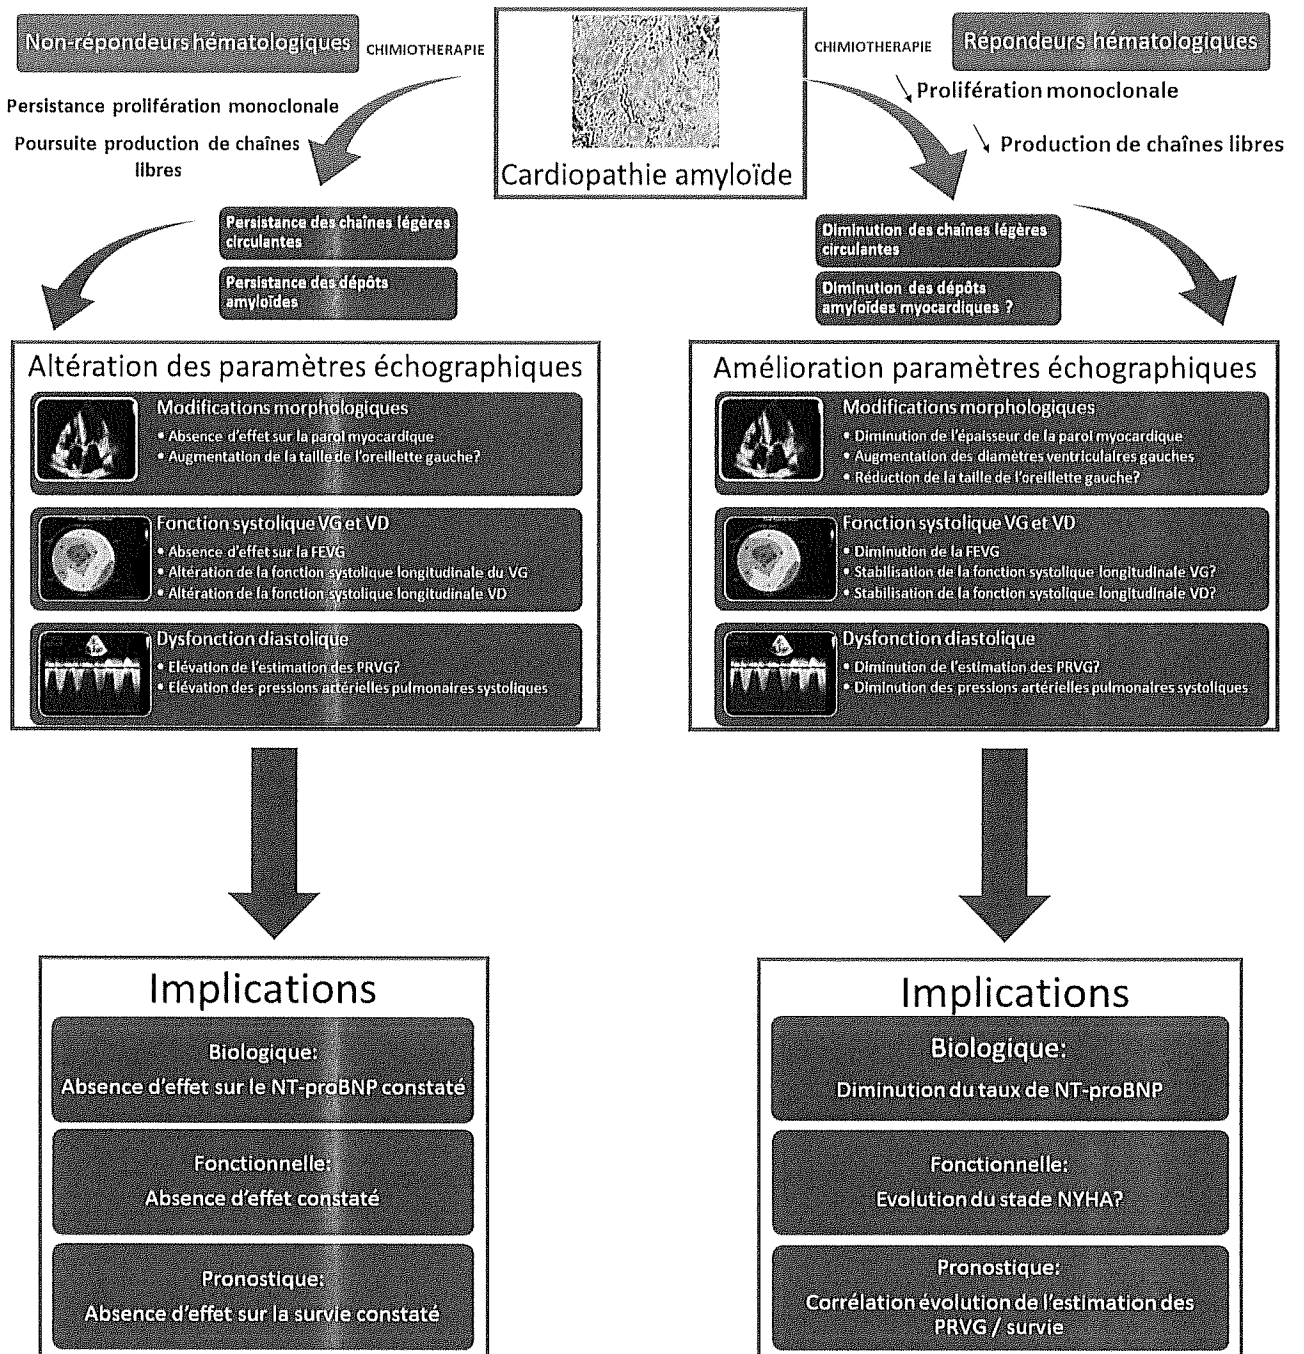 Non-répondeurs hématologiques
CHIMIOTHERAPIE
Persistance prolifération monoclonale
Poursuite production de chaînes
libres
Cardiopathie amyloïde
CHIMIOTHERAPIE
Répondeurs hématologiques
Prolifération monoclonale
Production de chaînes libres
Persistance des chaînes légères
circulantes
Persistance des dépôts
amyloïdes
Diminution des chaînes légères
circulantes
Diminution des dépôts
amyloïdes myocardiques ?
Altération des paramètres échographiques
Modifications morphologiques
• Absence d'effet sur la paroi myocardique
• Augmentation de la taille de l'oreillette gauche?
Fonction systolique VG et VD
• Absence d'effet sur la FEVG
• Altération de la fonction systolique longitudinale du VG
• Altération de la fonction systolique longitudinale VD
Dysfonction diastolique
• Elévation de l'estimation des PRVG?
• Elévation des pressions artérielles pulmonaires systoliques
Amélioration paramètres échographiques
Modifications morphologiques
• Diminution de l'épaisseur de la paroi myocardique
• Augmentation des diamètres ventriculaires gauches
• Réduction de la taille de l'oreillette gauche?
Fonction systolique VG et VD
• Diminution de la FEVG
• Stabilisation de la fonction systolique longitudinale VG?
• Stabilisation de la fonction systolique longitudinale VD?
Dysfonction diastolique
• Diminution de l'estimation des PRVG?
• Diminution des pressions artérielles pulmonaires systoliques
Implications
Biologique:
Absence d'effet sur le NT-proBNP constaté
Fonctionnelle:
Absence d'effet constaté
Pronostique:
Absence d'effet sur la survie constaté
Implications
Biologique:
Diminution du taux de NT-proBNP
Fonctionnelle:
Evolution du stade NYHA?
Pronostique:
Corrélation évolution de l'estimation des
PRVG / survie